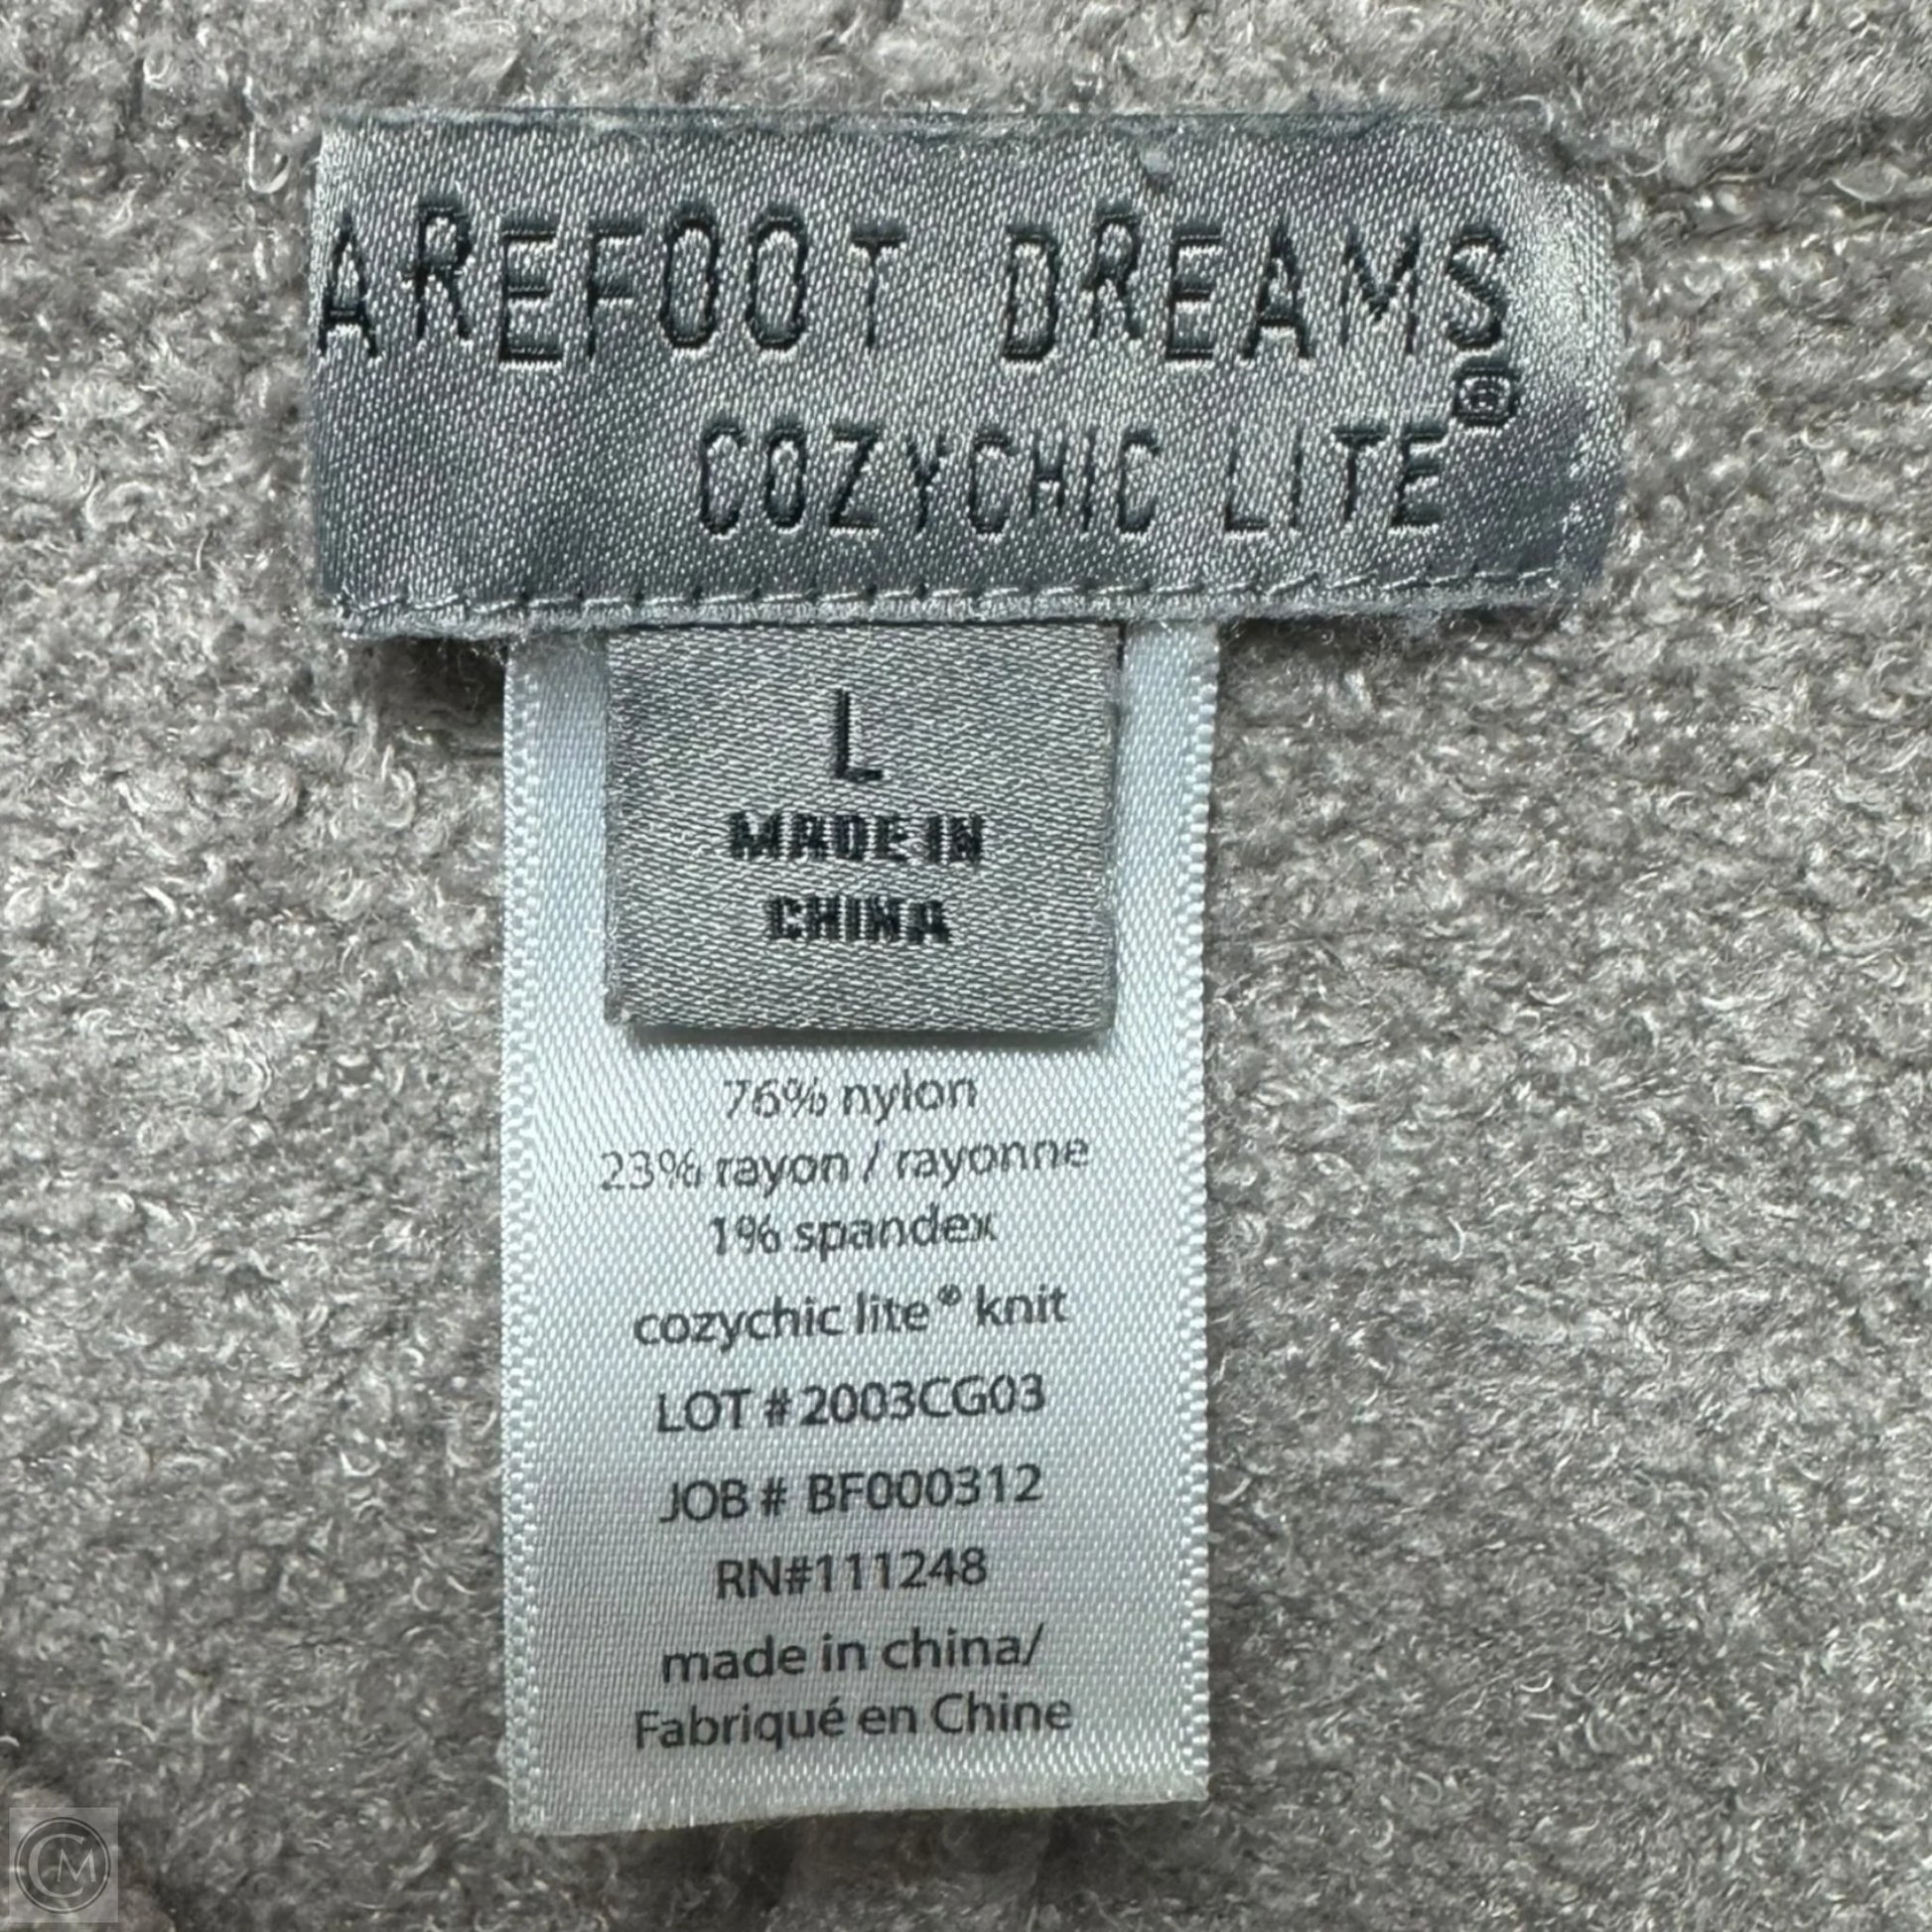 AREFOOT DREAMS
COZYCHIC LITE®
L
MADE IN
CHINA
76% nylon
23% rayon / rayonne
1% spandex
cozychic lite® knit
LOT # 2003CG03
JOB # BF000312
RN#111248
made in china/
Fabriqué en Chine
CM